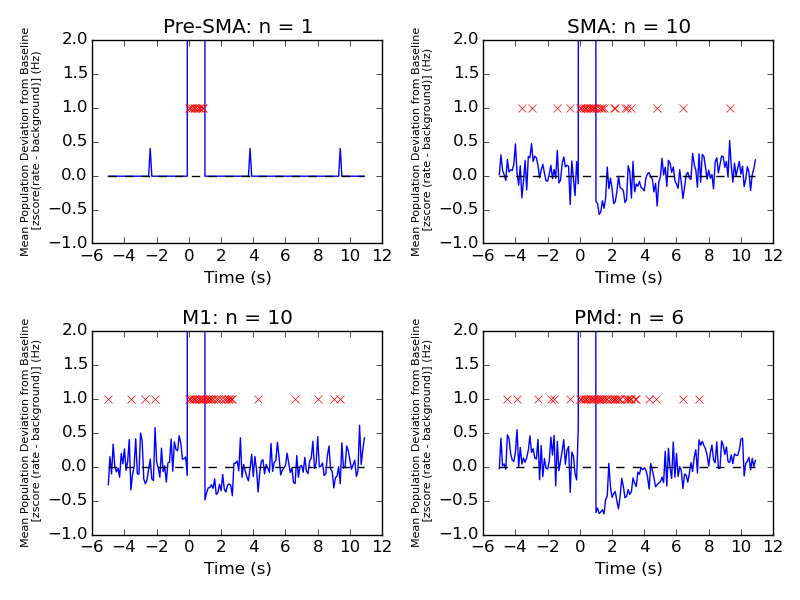 Pre-SMA: n = 1
Mean Population Deviation from Baseline
[zscore(rate - background)] (Hz)
2.0
1.5
1.0
0.5
0.0
−0.5
−1.0
−6 −4 −2 0 2 4 6 8 10 12
Time (s)
SMA: n = 10
Mean Population Deviation from Baseline
[zscore (rate - background)] (Hz)
2.0
1.5
1.0
0.5
0.0
−0.5
−1.0
−6 −4 −2 0 2 4 6 8 10 12
Time (s)
M1: n = 10
Mean Population Deviation from Baseline
[zscore (rate - background)] (Hz)
2.0
1.5
1.0
0.5
0.0
−0.5
−1.0
−6 −4 −2 0 2 4 6 8 10 12
Time (s)
PMd: n = 6
Mean Population Deviation from Baseline
[zscore (rate - background)] (Hz)
2.0
1.5
1.0
0.5
0.0
−0.5
−1.0
−6 −4 −2 0 2 4 6 8 10 12
Time (s)